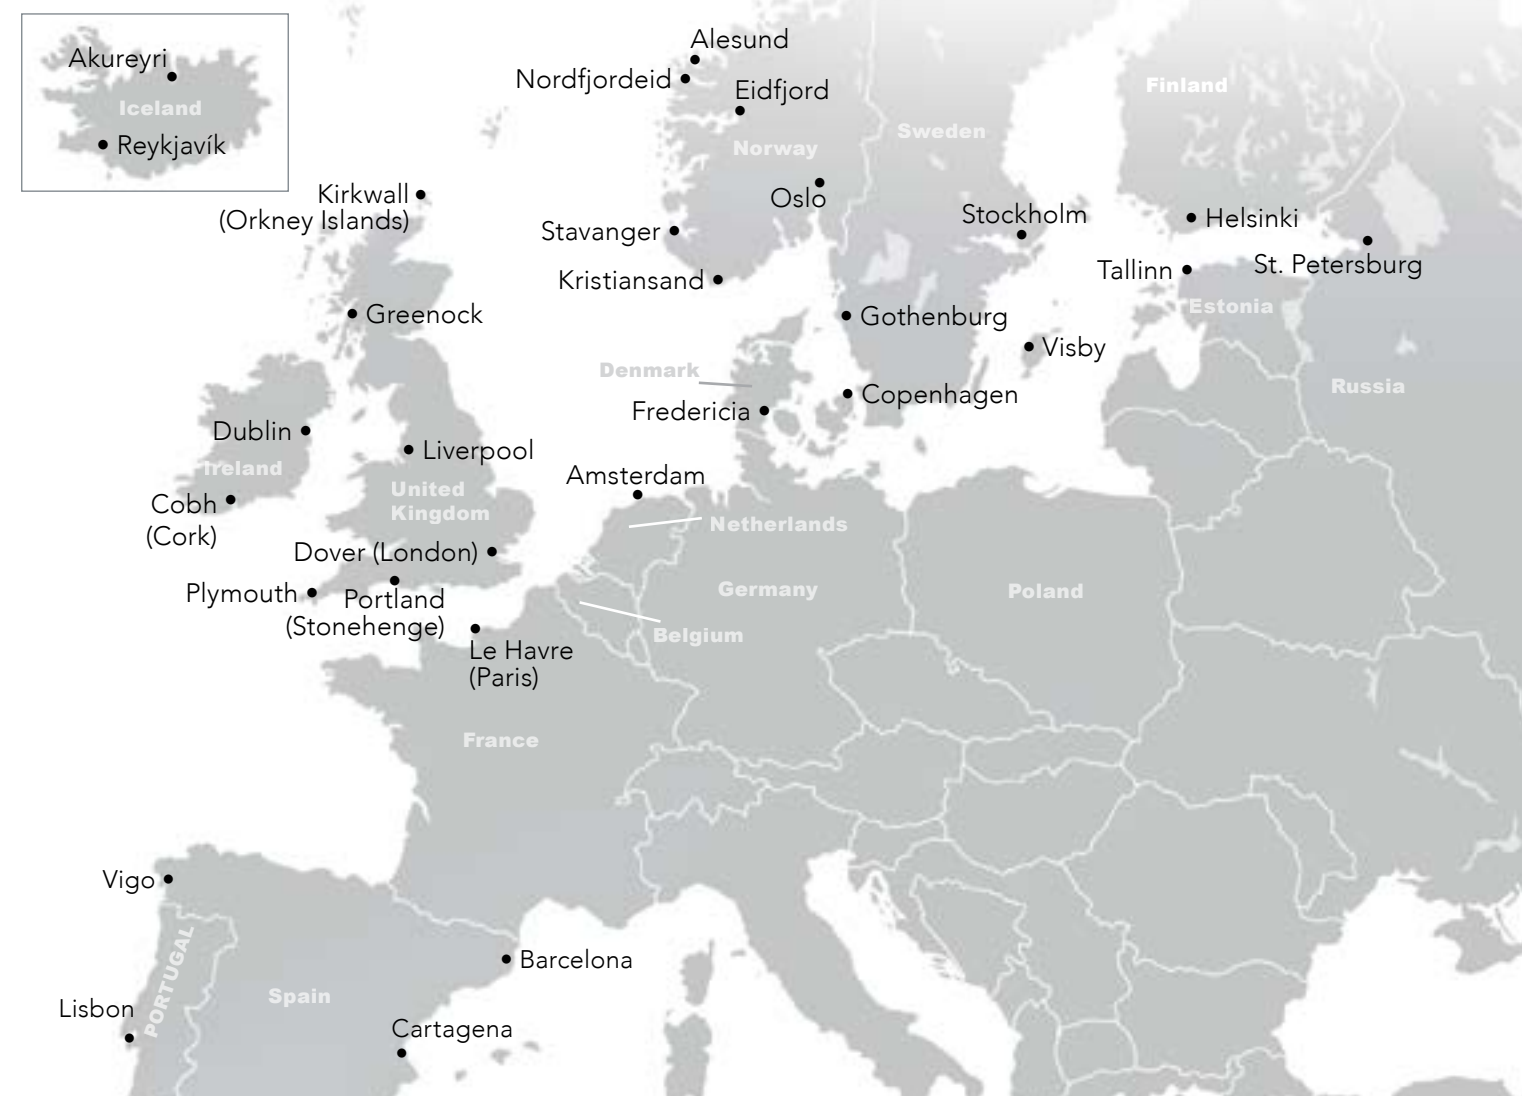 Akureyri
Iceland
Reykjavík
Alesund
Nordfjordeid
Eidfjord
Norway
Sweden
Finland
Oslo
Kirkwall
(Orkney Islands)
Stavanger
Kristiansand
Stockholm
Helsinki
Tallinn
St. Petersburg
Estonia
Greenock
Gothenburg
Visby
Denmark
Russia
Fredericia
Copenhagen
Dublin
Liverpool
Ireland
Amsterdam
United
Kingdom
Cobh
(Cork)
Netherlands
Dover (London)
Germany
Poland
Plymouth
Portland
(Stonehenge)
Belgium
Le Havre
(Paris)
France
Vigo
PORTUGAL
Barcelona
Spain
Lisbon
Cartagena